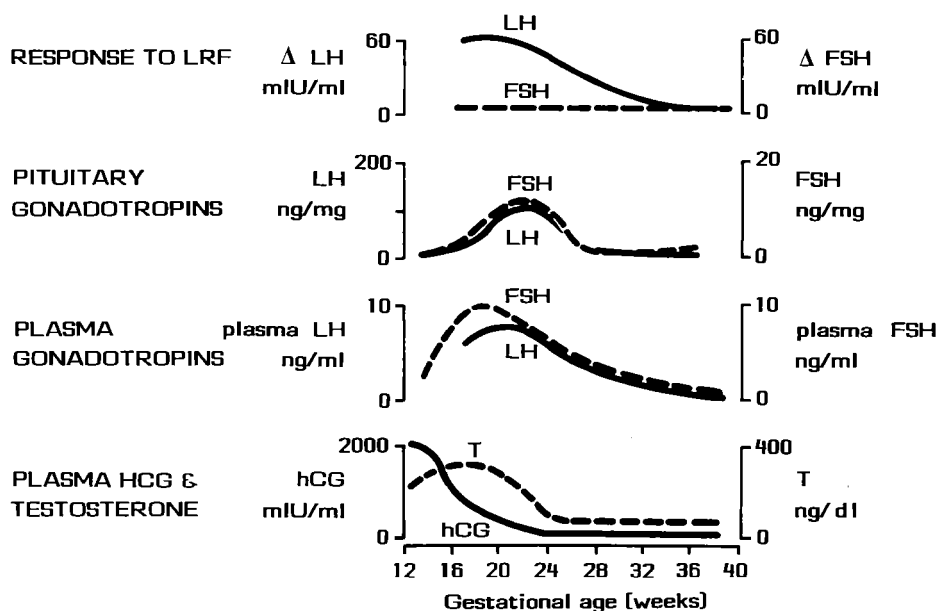 RESPONSE TO LRF
Δ LH
mIU/ml
60
0
LH
FSH
60
0
Δ FSH
mIU/ml
PITUITARY
GONADOTROPINS
LH
ng/mg
200
100
0
FSH
LH
20
10
0
FSH
ng/mg
PLASMA
GONADOTROPINS
plasma LH
ng/ml
10
0
FSH
LH
10
0
plasma FSH
ng/ml
PLASMA HCG &
TESTOSTERONE
hCG
mIU/ml
2000
1000
0
T
hCG
400
200
0
T
ng/dl
12 16 20 24 28 32 36 40
Gestational age (weeks)